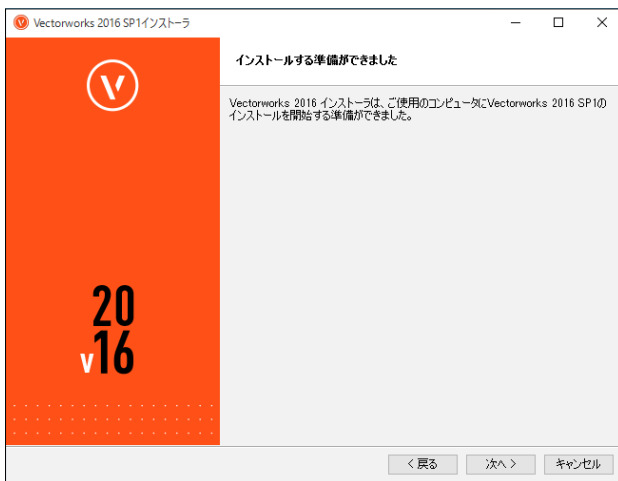 Vectorworks 2016 SP1インストーラ
インストールする準備ができました
Vectorworks 2016 インストーラは、ご使用のコンピュータにVectorworks 2016 SP1の
インストールを開始する準備ができました。
20
v16
< 戻る
次へ >
キャンセル